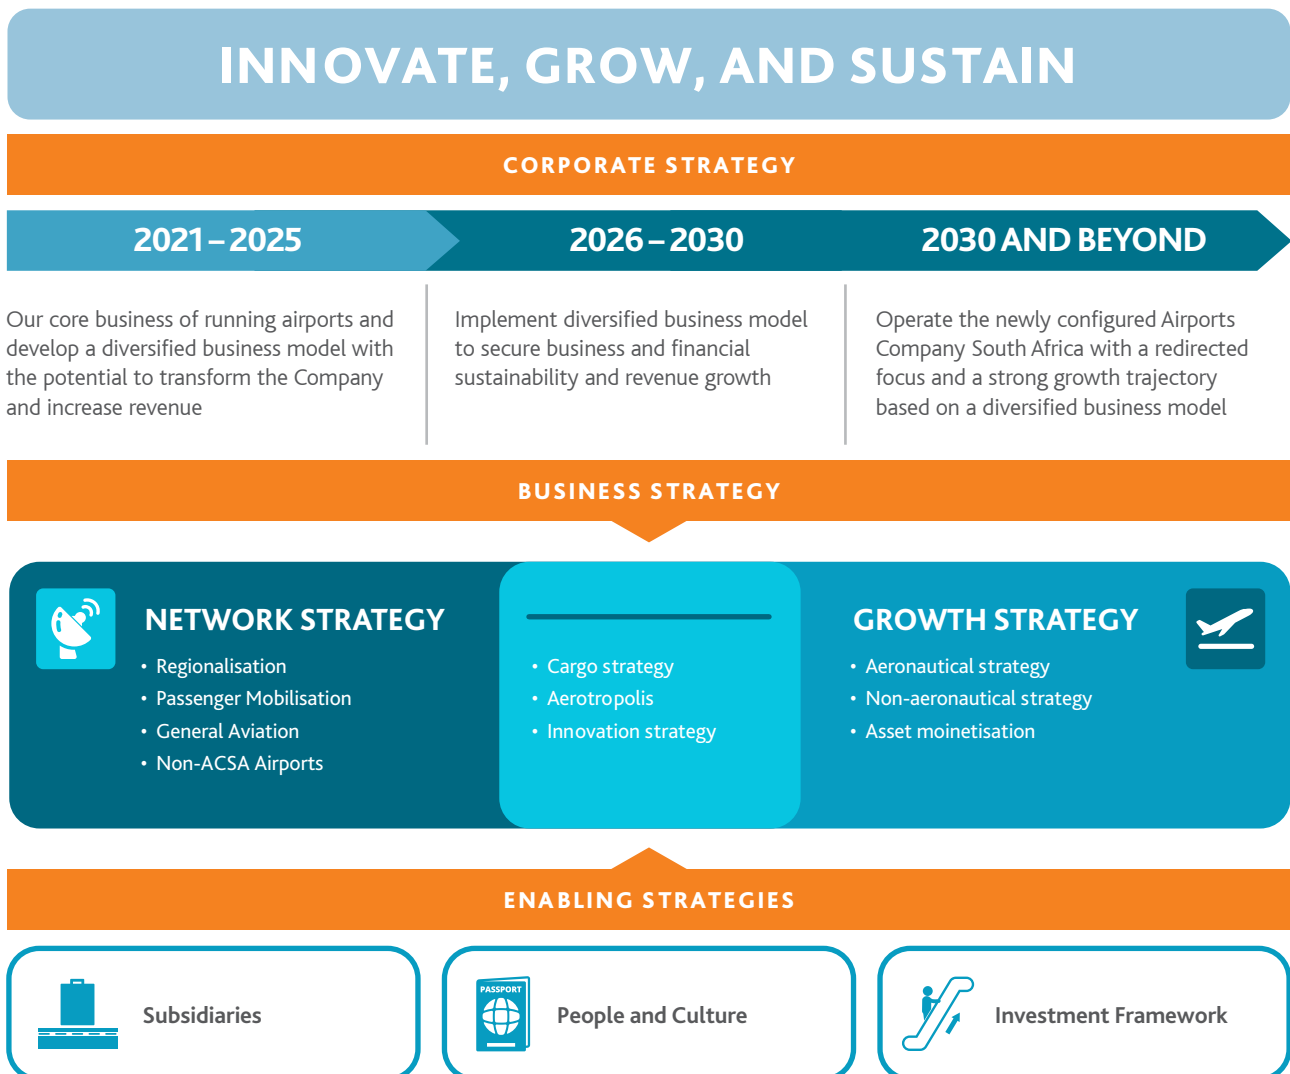 INNOVATE, GROW, AND SUSTAIN
CORPORATE STRATEGY
2021 – 2025
Our core business of running airports and
develop a diversified business model with
the potential to transform the Company
and increase revenue
2026 – 2030
Implement diversified business model
to secure business and financial
sustainability and revenue growth
2030 AND BEYOND
Operate the newly configured Airports
Company South Africa with a redirected
focus and a strong growth trajectory
based on a diversified business model
BUSINESS STRATEGY
NETWORK STRATEGY
• Regionalisation
• Passenger Mobilisation
• General Aviation
• Non-ACSA Airports
• Cargo strategy
• Aerotropolis
• Innovation strategy
GROWTH STRATEGY
• Aeronautical strategy
• Non-aeronautical strategy
• Asset moinetisation
ENABLING STRATEGIES
Subsidiaries
PASSPORT
People and Culture
Investment Framework